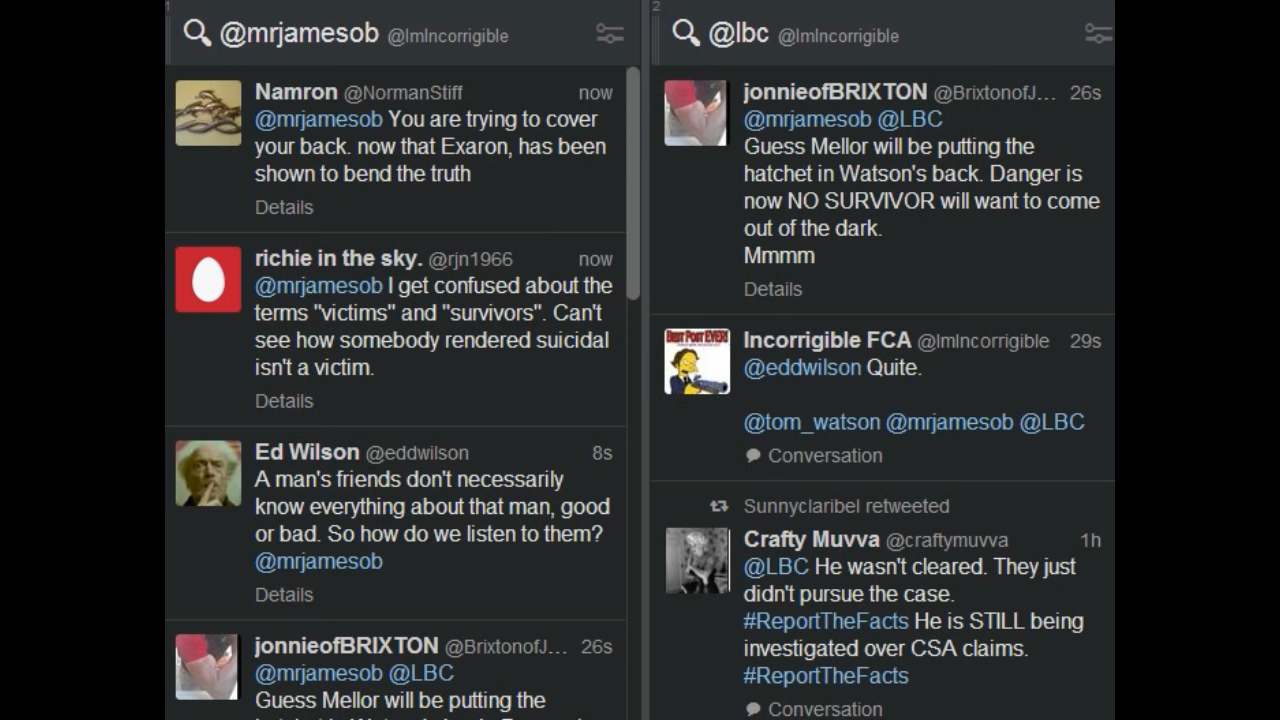 1
@mrjamesob @ImIncorrigible
Namron @NormanStiff now
@mrjamesob You are trying to cover
your back. now that Exaron, has been
shown to bend the truth
Details
richie in the sky. @rjn1966 now
@mrjamesob I get confused about the
terms "victims" and "survivors". Can't
see how somebody rendered suicidal
isn't a victim.
Details
Ed Wilson @eddwilson 8s
A man's friends don't necessarily
know everything about that man, good
or bad. So how do we listen to them?
@mrjamesob
Details
jonnieofBRIXTON @BrixtonofJ... 26s
@mrjamesob @LBC
Guess Mellor will be putting the
2
@lbc @ImIncorrigible
jonnieofBRIXTON @BrixtonofJ... 26s
@mrjamesob @LBC
Guess Mellor will be putting the
hatchet in Watson's back. Danger is
now NO SURVIVOR will want to come
out of the dark.
Mmmm
Details
BEST POST EVER!
Incorrigible FCA @ImIncorrigible 29s
@eddwilson Quite.
@tom_watson @mrjamesob @LBC
Conversation
Sunnyclaribel retweeted
Crafty Muvva @craftymuvva 1h
@LBC He wasn't cleared. They just
didn't pursue the case.
#ReportTheFacts He is STILL being
investigated over CSA claims.
#ReportTheFacts
Conversation